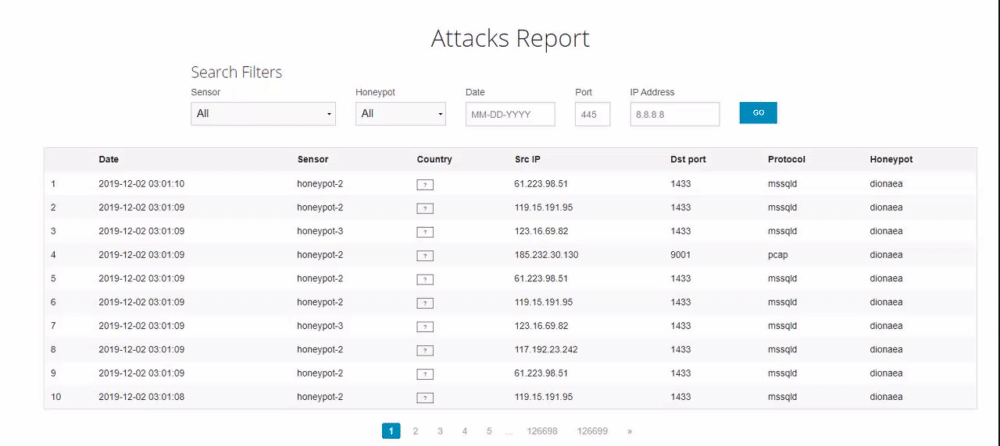 Attacks Report
Search Filters
Sensor Honeypot Date Port IP Address
All All MM-DD-YYYY 445 8.8.8.8 GO
Date Sensor Country Src IP Dst port Protocol Honeypot
1 2019-12-02 03:01:10 honeypot-2 ? 61.223.98.51 1433 mssqld dionaea
2 2019-12-02 03:01:09 honeypot-2 ? 119.15.191.95 1433 mssqld dionaea
3 2019-12-02 03:01:09 honeypot-3 ? 123.16.69.82 1433 mssqld dionaea
4 2019-12-02 03:01:09 honeypot-2 ? 185.232.30.130 9001 pcap dionaea
5 2019-12-02 03:01:09 honeypot-2 ? 61.223.98.51 1433 mssqld dionaea
6 2019-12-02 03:01:09 honeypot-2 ? 119.15.191.95 1433 mssqld dionaea
7 2019-12-02 03:01:09 honeypot-3 ? 123.16.69.82 1433 mssqld dionaea
8 2019-12-02 03:01:09 honeypot-2 ? 117.192.23.242 1433 mssqld dionaea
9 2019-12-02 03:01:09 honeypot-2 ? 61.223.98.51 1433 mssqld dionaea
10 2019-12-02 03:01:08 honeypot-2 ? 119.15.191.95 1433 mssqld dionaea
1 2 3 4 5 ... 126698 126699 »